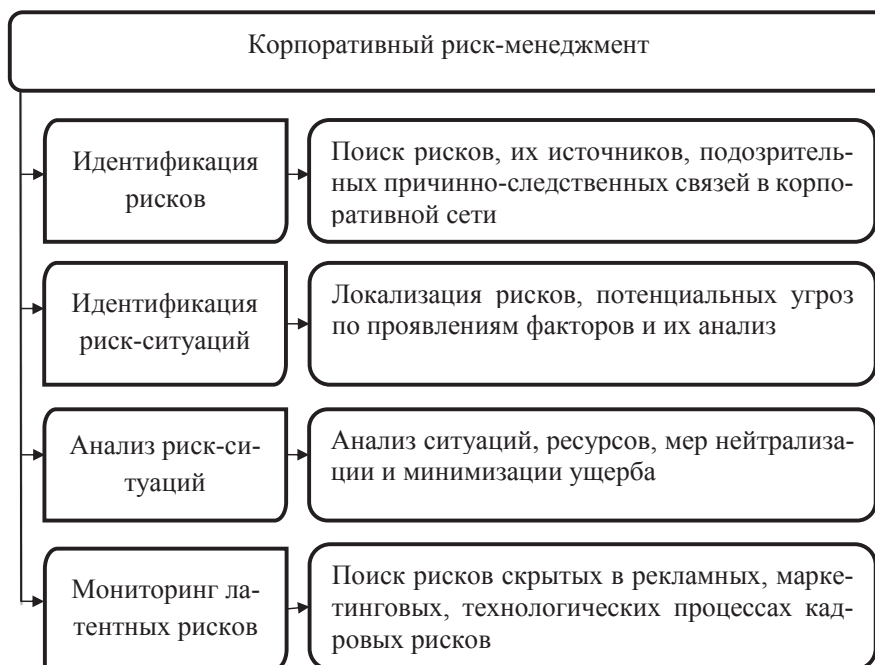 Корпоративный риск-менеджмент
Идентификация
рисков
Поиск рисков, их источников, подозритель-
ных причинно-следственных связей в корпо-
ративной сети
Идентификация
риск-ситуаций
Локализация рисков, потенциальных угроз
по проявлениям факторов и их анализ
Анализ риск-си-
туаций
Анализ ситуаций, ресурсов, мер нейтрализа-
ции и минимизации ущерба
Мониторинг ла-
тентных рисков
Поиск рисков скрытых в рекламных, марке-
тинговых, технологических процессах кад-
ровых рисков